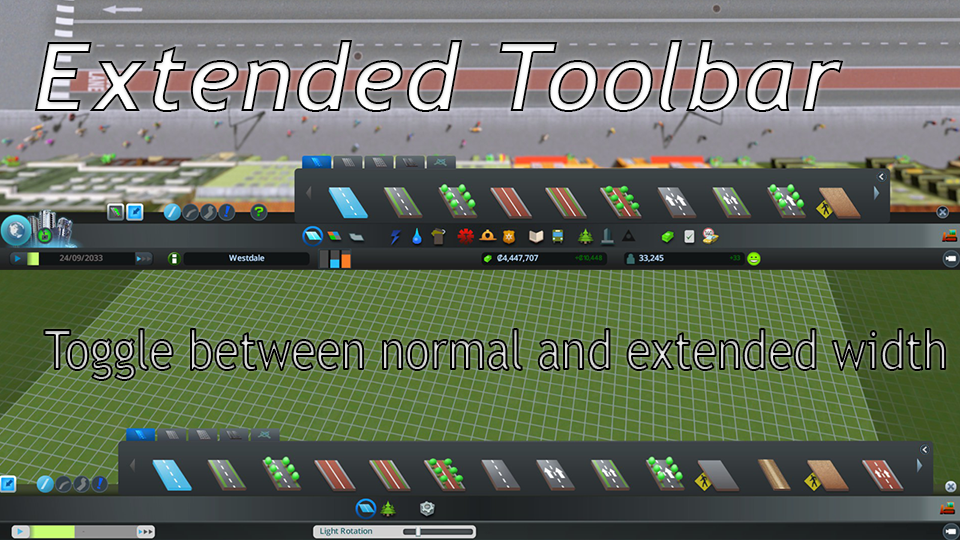 LANE
Extended Toolbar
24/09/2033
Westdale
₡4,447,707
+₡10,448
33,245
+33
Toggle between normal and extended width
Light Rotation